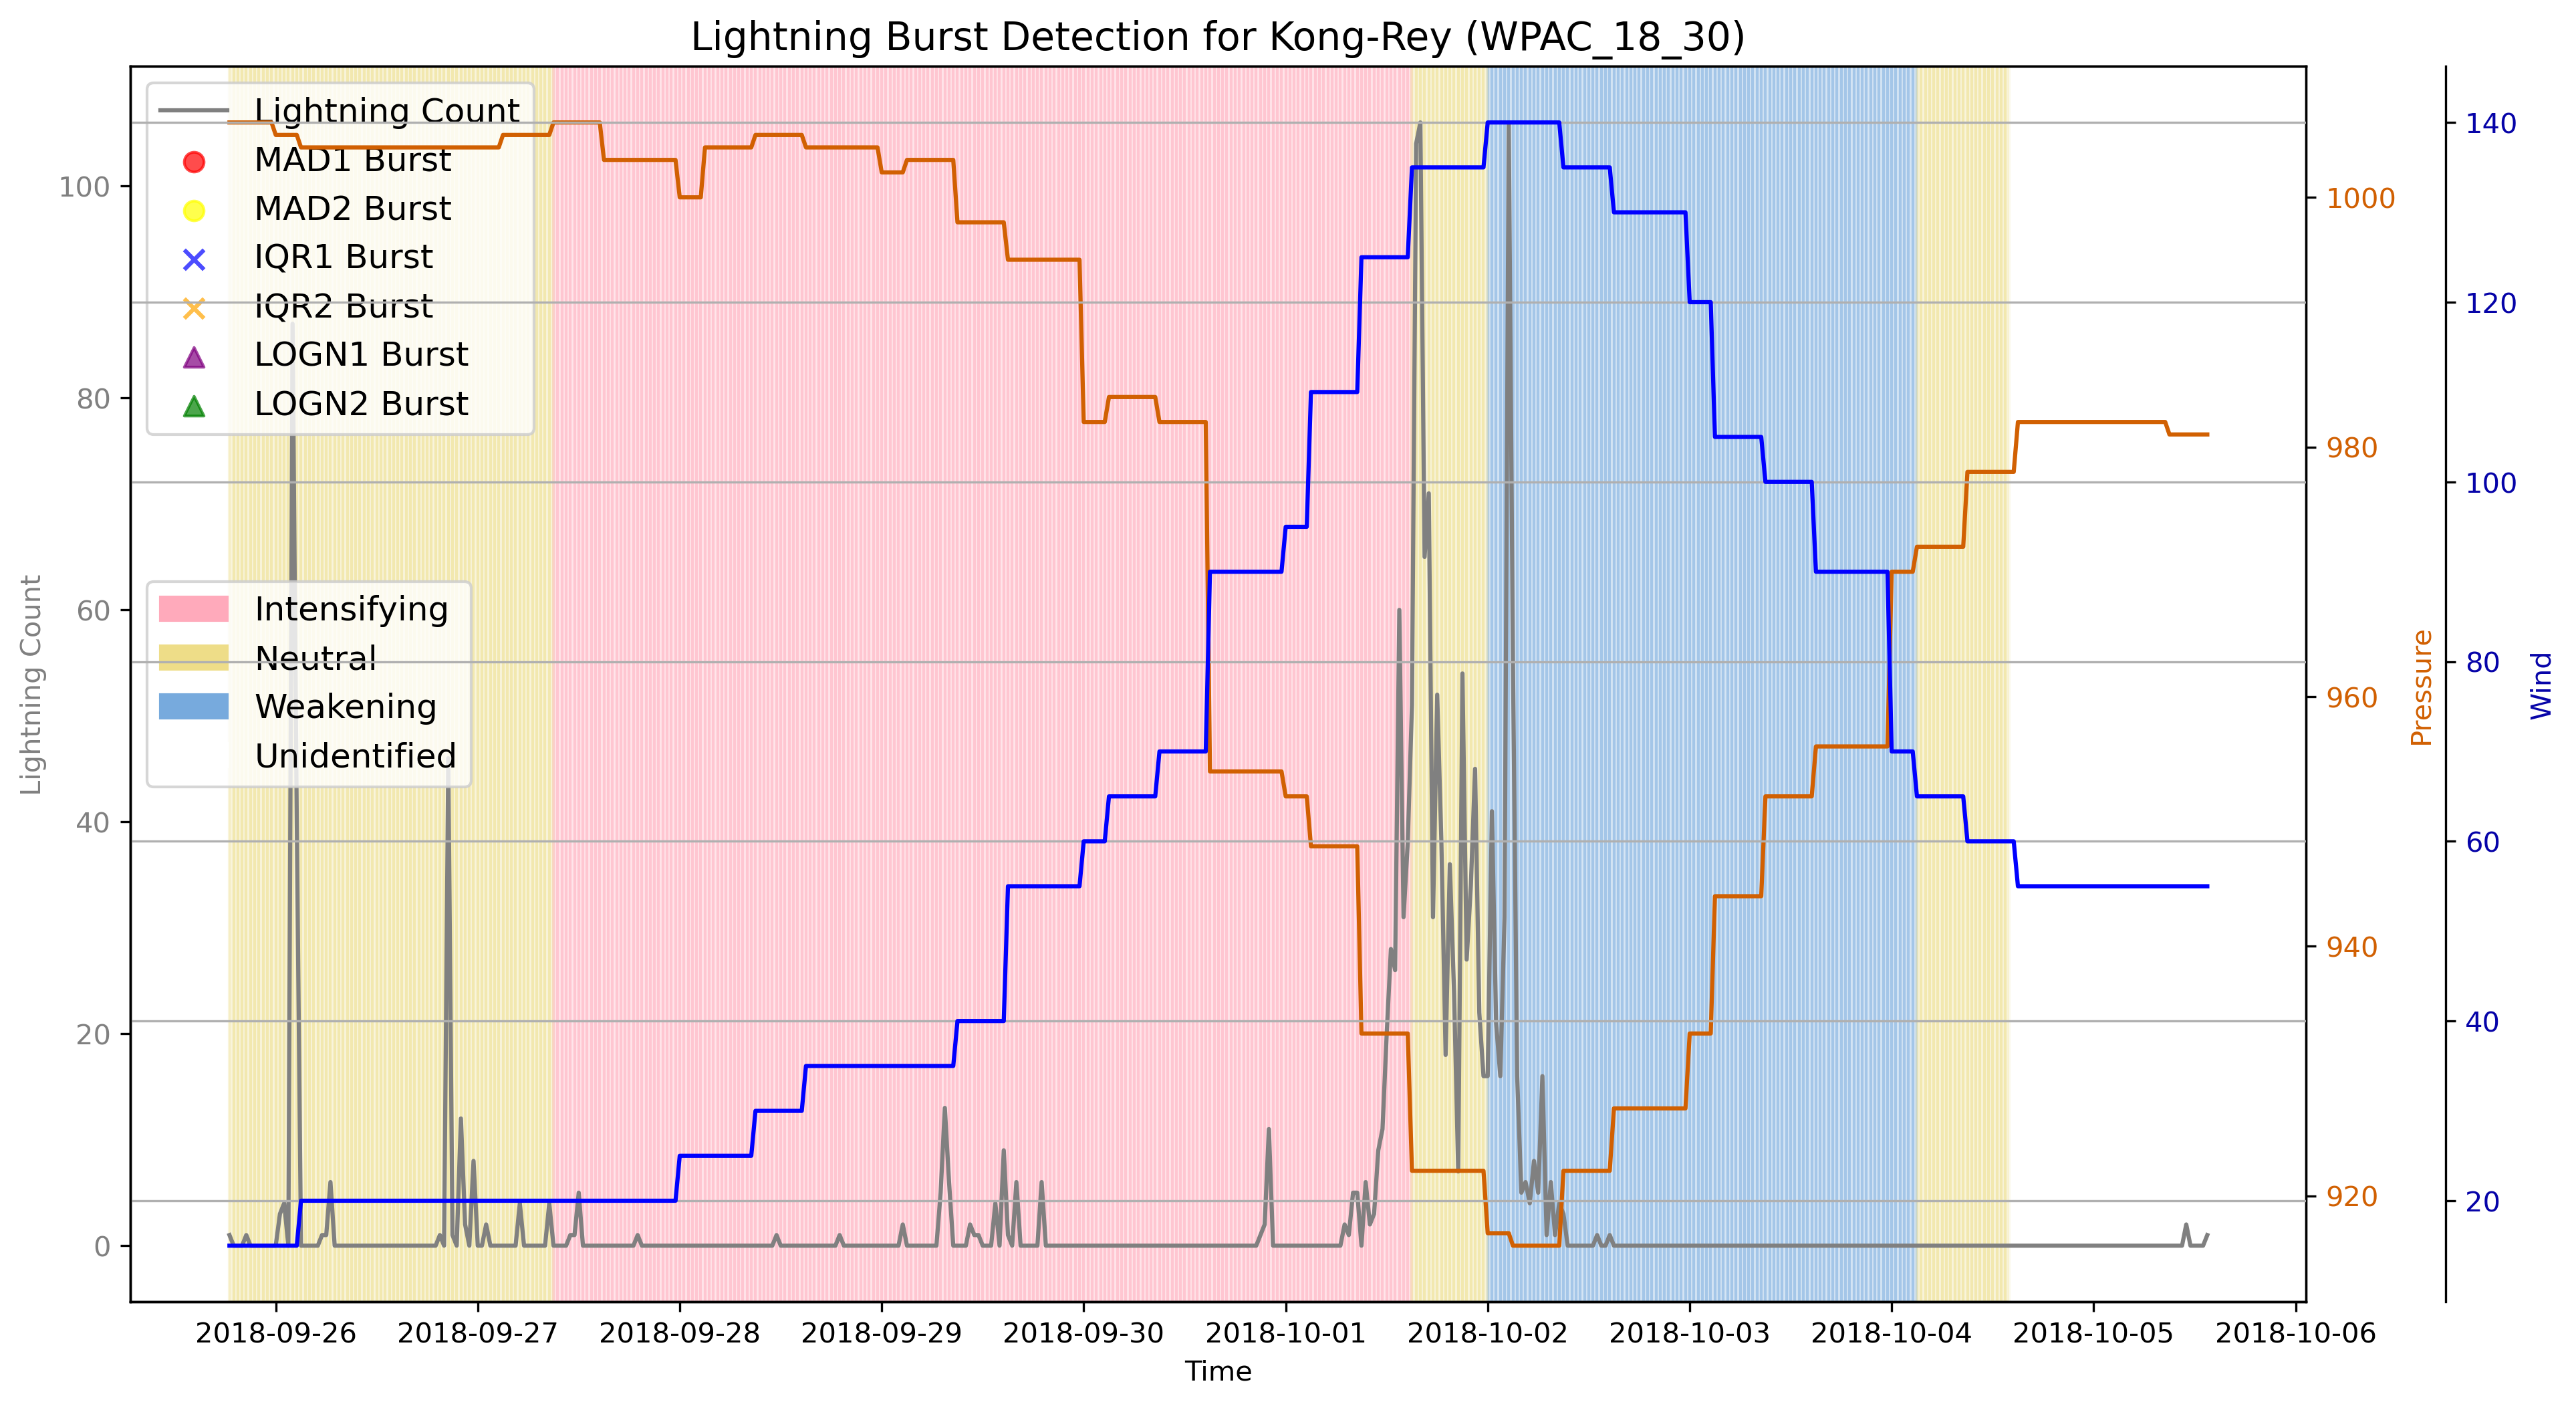 Lightning Burst Detection for Kong-Rey (WPAC_18_30)
Lightning Count
MAD1 Burst
MAD2 Burst
IQR1 Burst
IQR2 Burst
LOGN1 Burst
LOGN2 Burst
Intensifying
Neutral
Weakening
Unidentified
Lightning Count
100
80
60
40
20
0
1000
980
960
940
920
Pressure
140
120
100
80
60
40
20
Wind
2018-09-26 2018-09-27 2018-09-28 2018-09-29 2018-09-30 2018-10-01 2018-10-02 2018-10-03 2018-10-04 2018-10-05 2018-10-06
Time